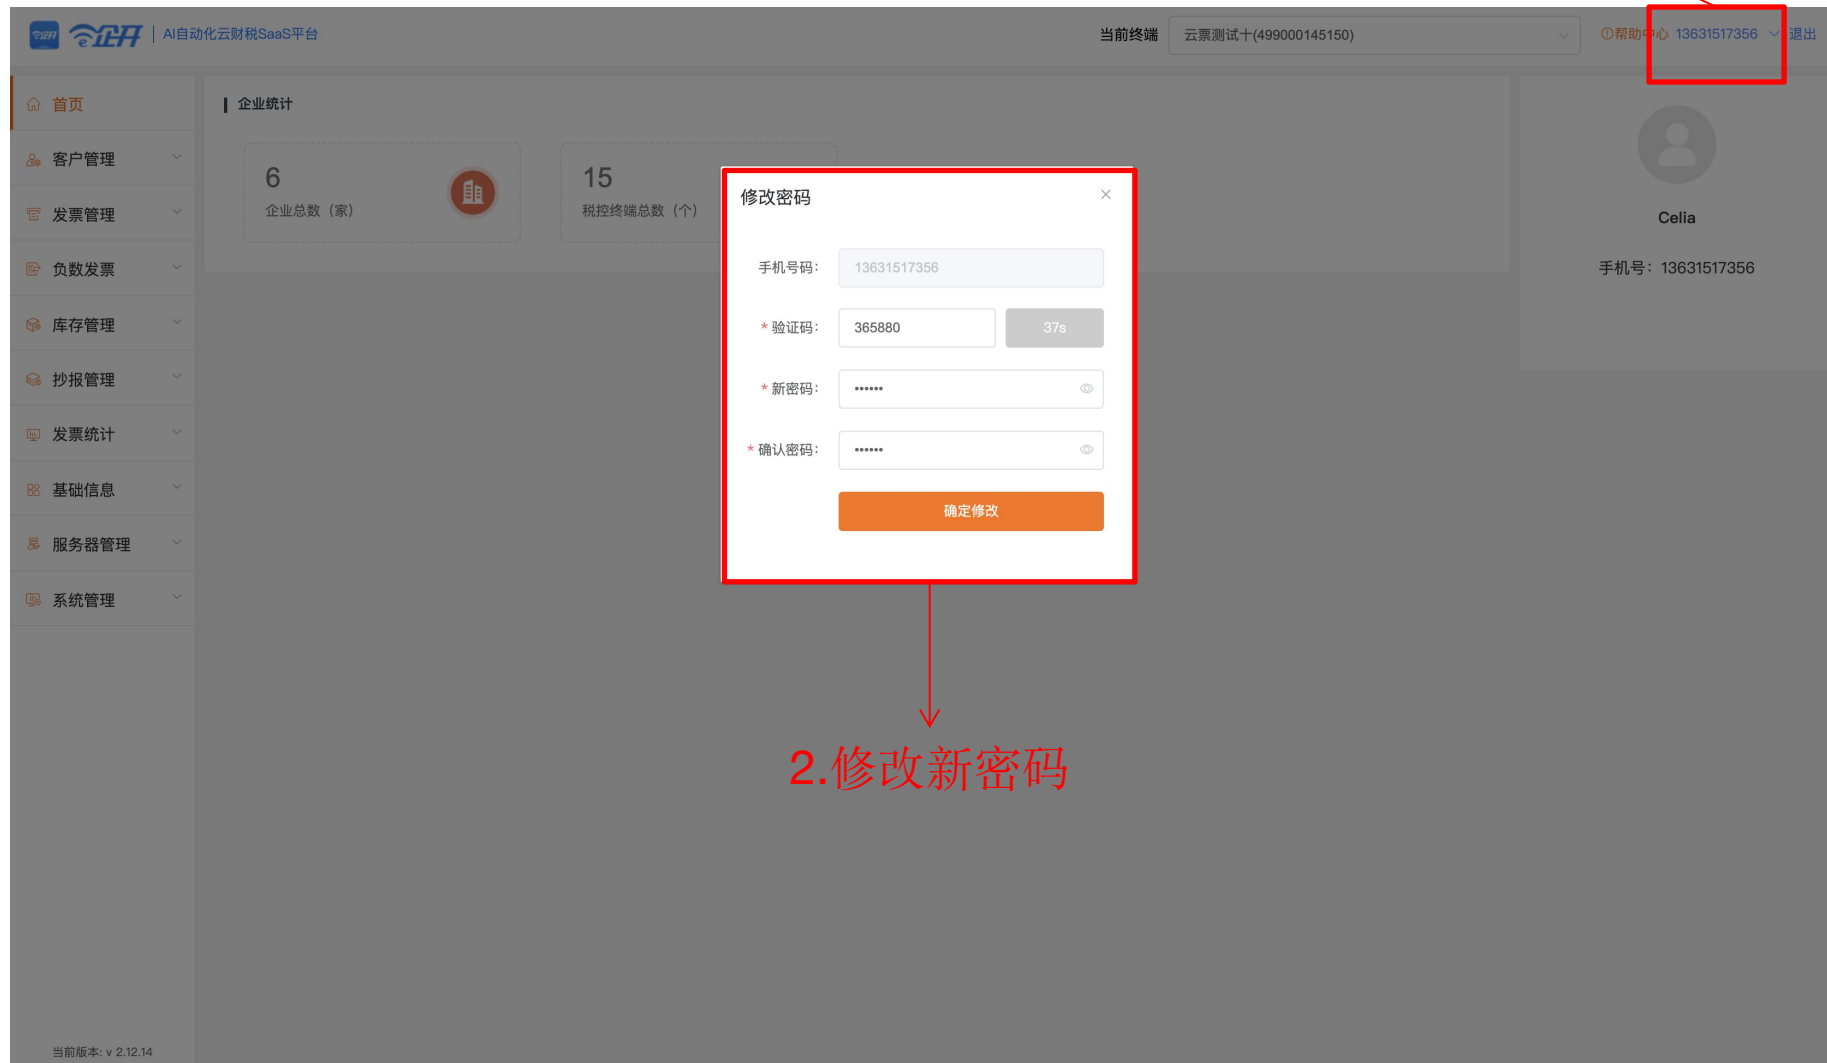 e企开 e企开 | AI自动化云财税SaaS平台
当前终端 云票测试十(499000145150)
帮助中心 13631517356 退出
首页
客户管理
发票管理
负数发票
库存管理
抄报管理
发票统计
基础信息
服务器管理
系统管理
当前版本: v 2.12.14
企业统计
6
企业总数（家）
15
税控终端总数（个）
修改密码
手机号码: 13631517356
* 验证码: 365880 37s
* 新密码: ••••••
* 确认密码: ••••••
确定修改
2.修改新密码
Celia
手机号：13631517356